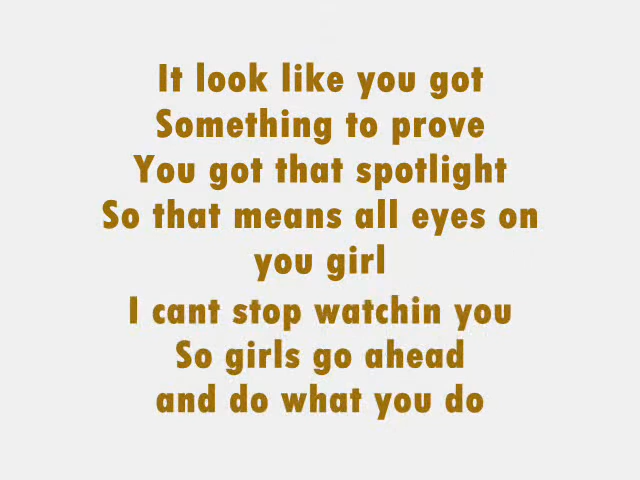 It look like you got
Something to prove
You got that spotlight
So that means all eyes on
you girl
I cant stop watchin you
So girls go ahead
and do what you do